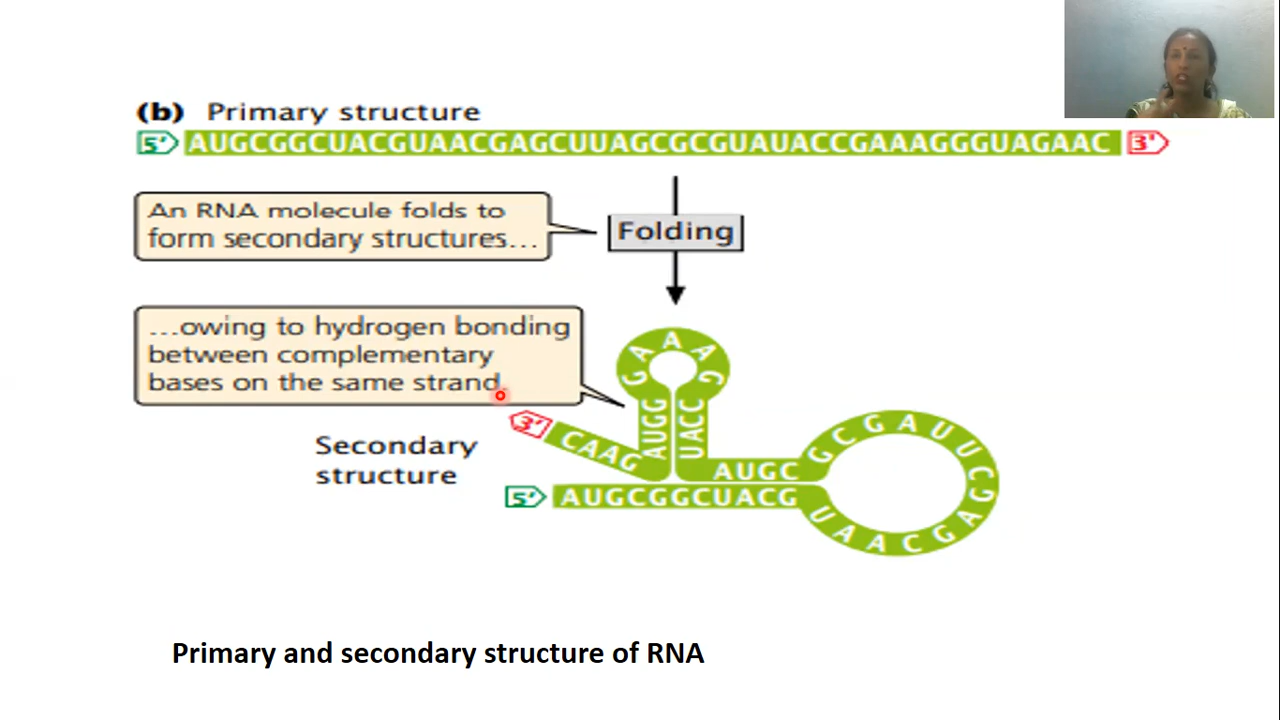 (b) Primary structure
5' AUGCGGCUACGUAACGAGCUUAGCGCGUAUACCGAAAGGGUAGAAC 3'
An RNA molecule folds to
form secondary structures...
Folding
...owing to hydrogen bonding
between complementary
bases on the same strand
Secondary
structure
3' CAAG
AUGG
GAAAG
UACC
AUGC
GCGAUUCGAGCAAU
5' AUGCGGCUACG
Primary and secondary structure of RNA